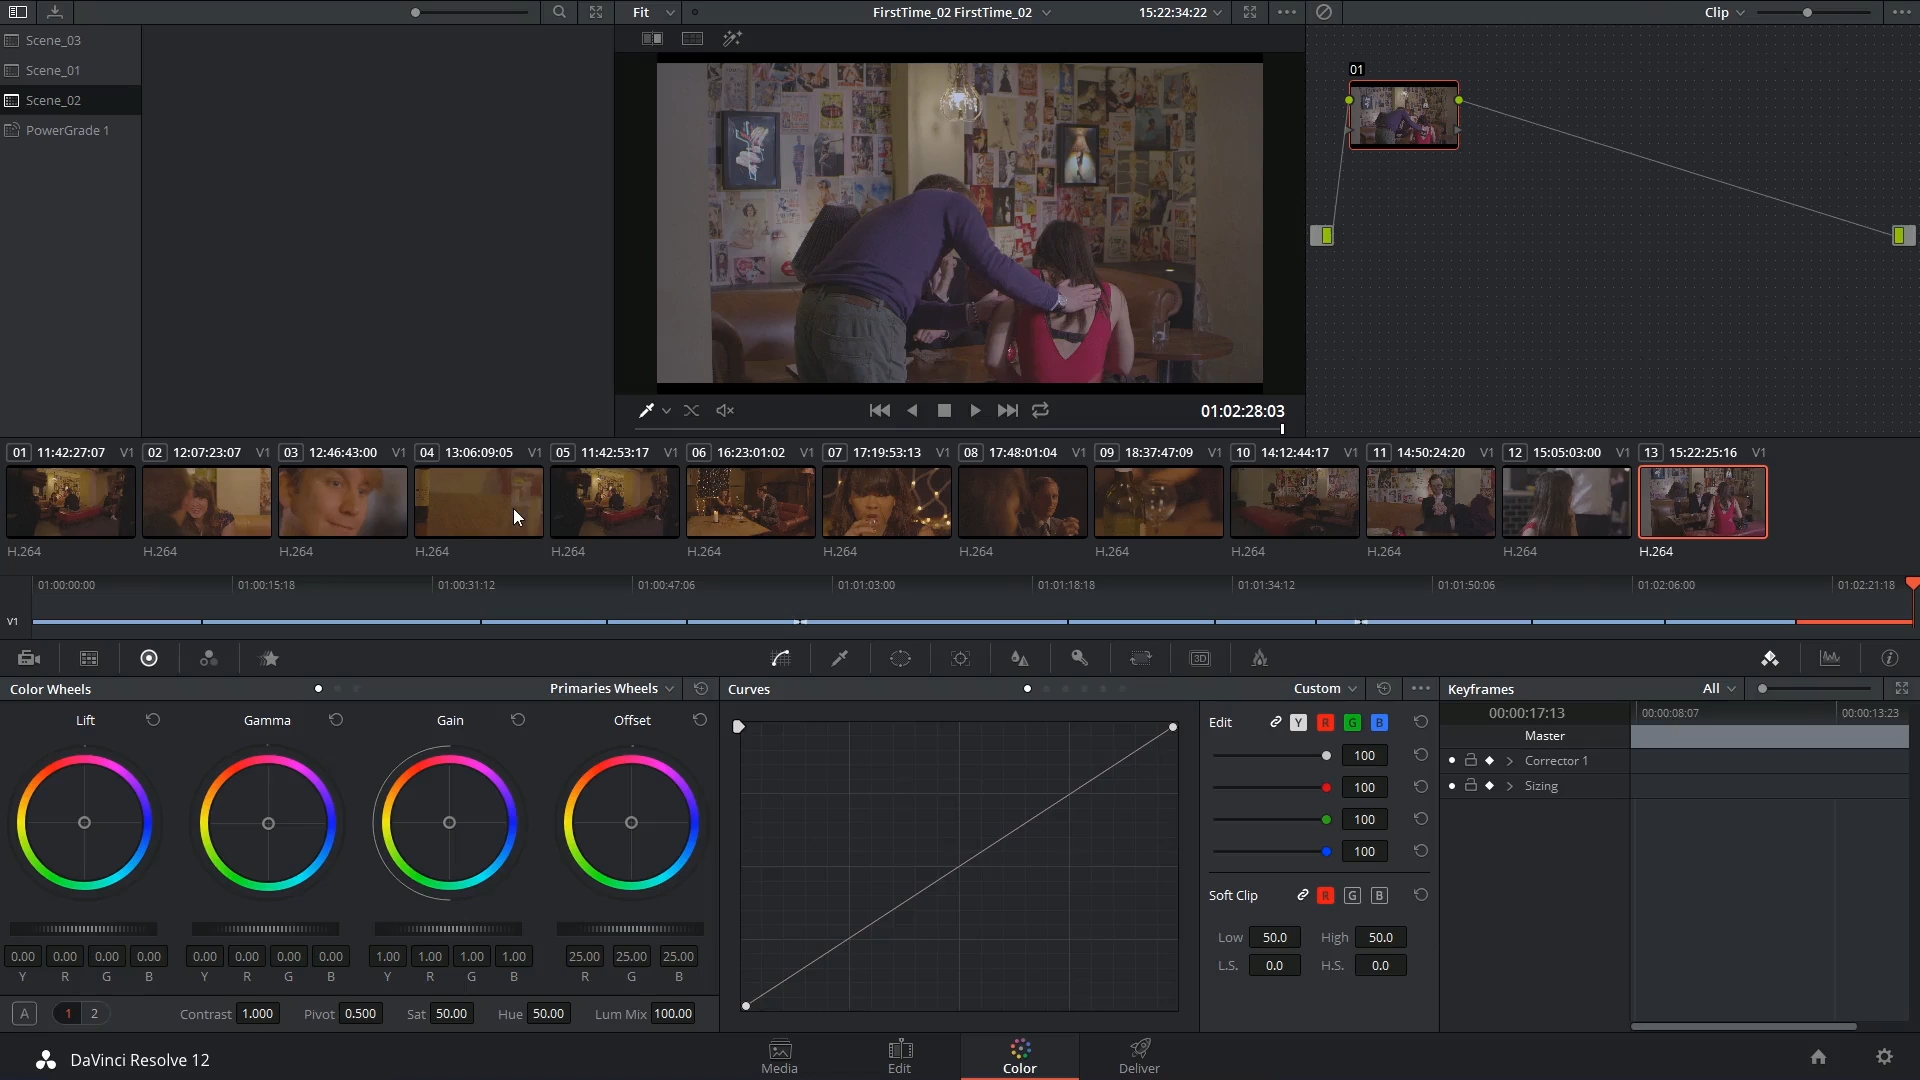 Fit
FirstTime_02 FirstTime_02
15:22:34:22
Clip
Scene_03
Scene_01
Scene_02
PowerGrade 1
01
01:02:28:03
01 11:42:27:07 V1
02 12:07:23:07 V1
03 12:46:43:00 V1
04 13:06:09:05 V1
05 11:42:53:17 V1
06 16:23:01:02 V1
07 17:19:53:13 V1
08 17:48:01:04 V1
09 18:37:47:09 V1
10 14:12:44:17 V1
11 14:50:24:20 V1
12 15:05:03:00 V1
13 15:22:25:16 V1
H.264
H.264
H.264
H.264
H.264
H.264
H.264
H.264
H.264
H.264
H.264
H.264
H.264
01:00:00:00
01:00:15:18
01:00:31:12
01:00:47:06
01:01:03:00
01:01:18:18
01:01:34:12
01:01:50:06
01:02:06:00
01:02:21:18
V1
3D
Color Wheels
Primaries Wheels
Lift
Gamma
Gain
Offset
0.00 0.00 0.00 0.00
Y R G B
0.00 0.00 0.00 0.00
Y R G B
1.00 1.00 1.00 1.00
Y R G B
25.00 25.00 25.00
R G B
A
1 2
Contrast 1.000
Pivot 0.500
Sat 50.00
Hue 50.00
Lum Mix 100.00
Curves
Custom
Edit Y R G B
100
100
100
100
Soft Clip R G B
Low 50.0 High 50.0
L.S. 0.0 H.S. 0.0
Keyframes
All
00:00:17:13
00:00:08:07
00:00:13:23
Master
Corrector 1
Sizing
DaVinci Resolve 12
Media
Edit
Color
Deliver